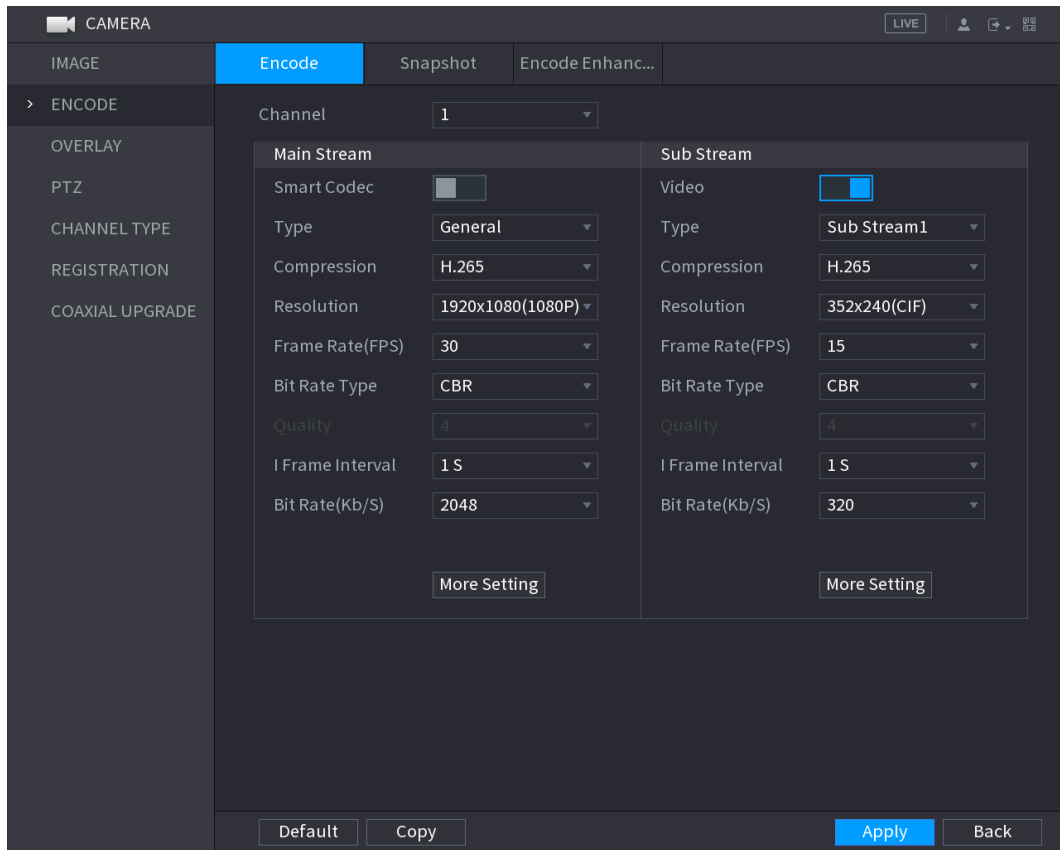 CAMERA LIVE
IMAGE Encode Snapshot Encode Enhanc...
ENCODE Channel 1
OVERLAY Main Stream Sub Stream
PTZ Smart Codec Video
CHANNEL TYPE Type General Type Sub Stream1
REGISTRATION Compression H.265 Compression H.265
COAXIAL UPGRADE Resolution 1920x1080(1080P) Resolution 352x240(CIF)
Frame Rate(FPS) 30 Frame Rate(FPS) 15
Bit Rate Type CBR Bit Rate Type CBR
Quality 4 Quality 4
I Frame Interval 1 S I Frame Interval 1 S
Bit Rate(Kb/S) 2048 Bit Rate(Kb/S) 320
More Setting More Setting
Default Copy Apply Back